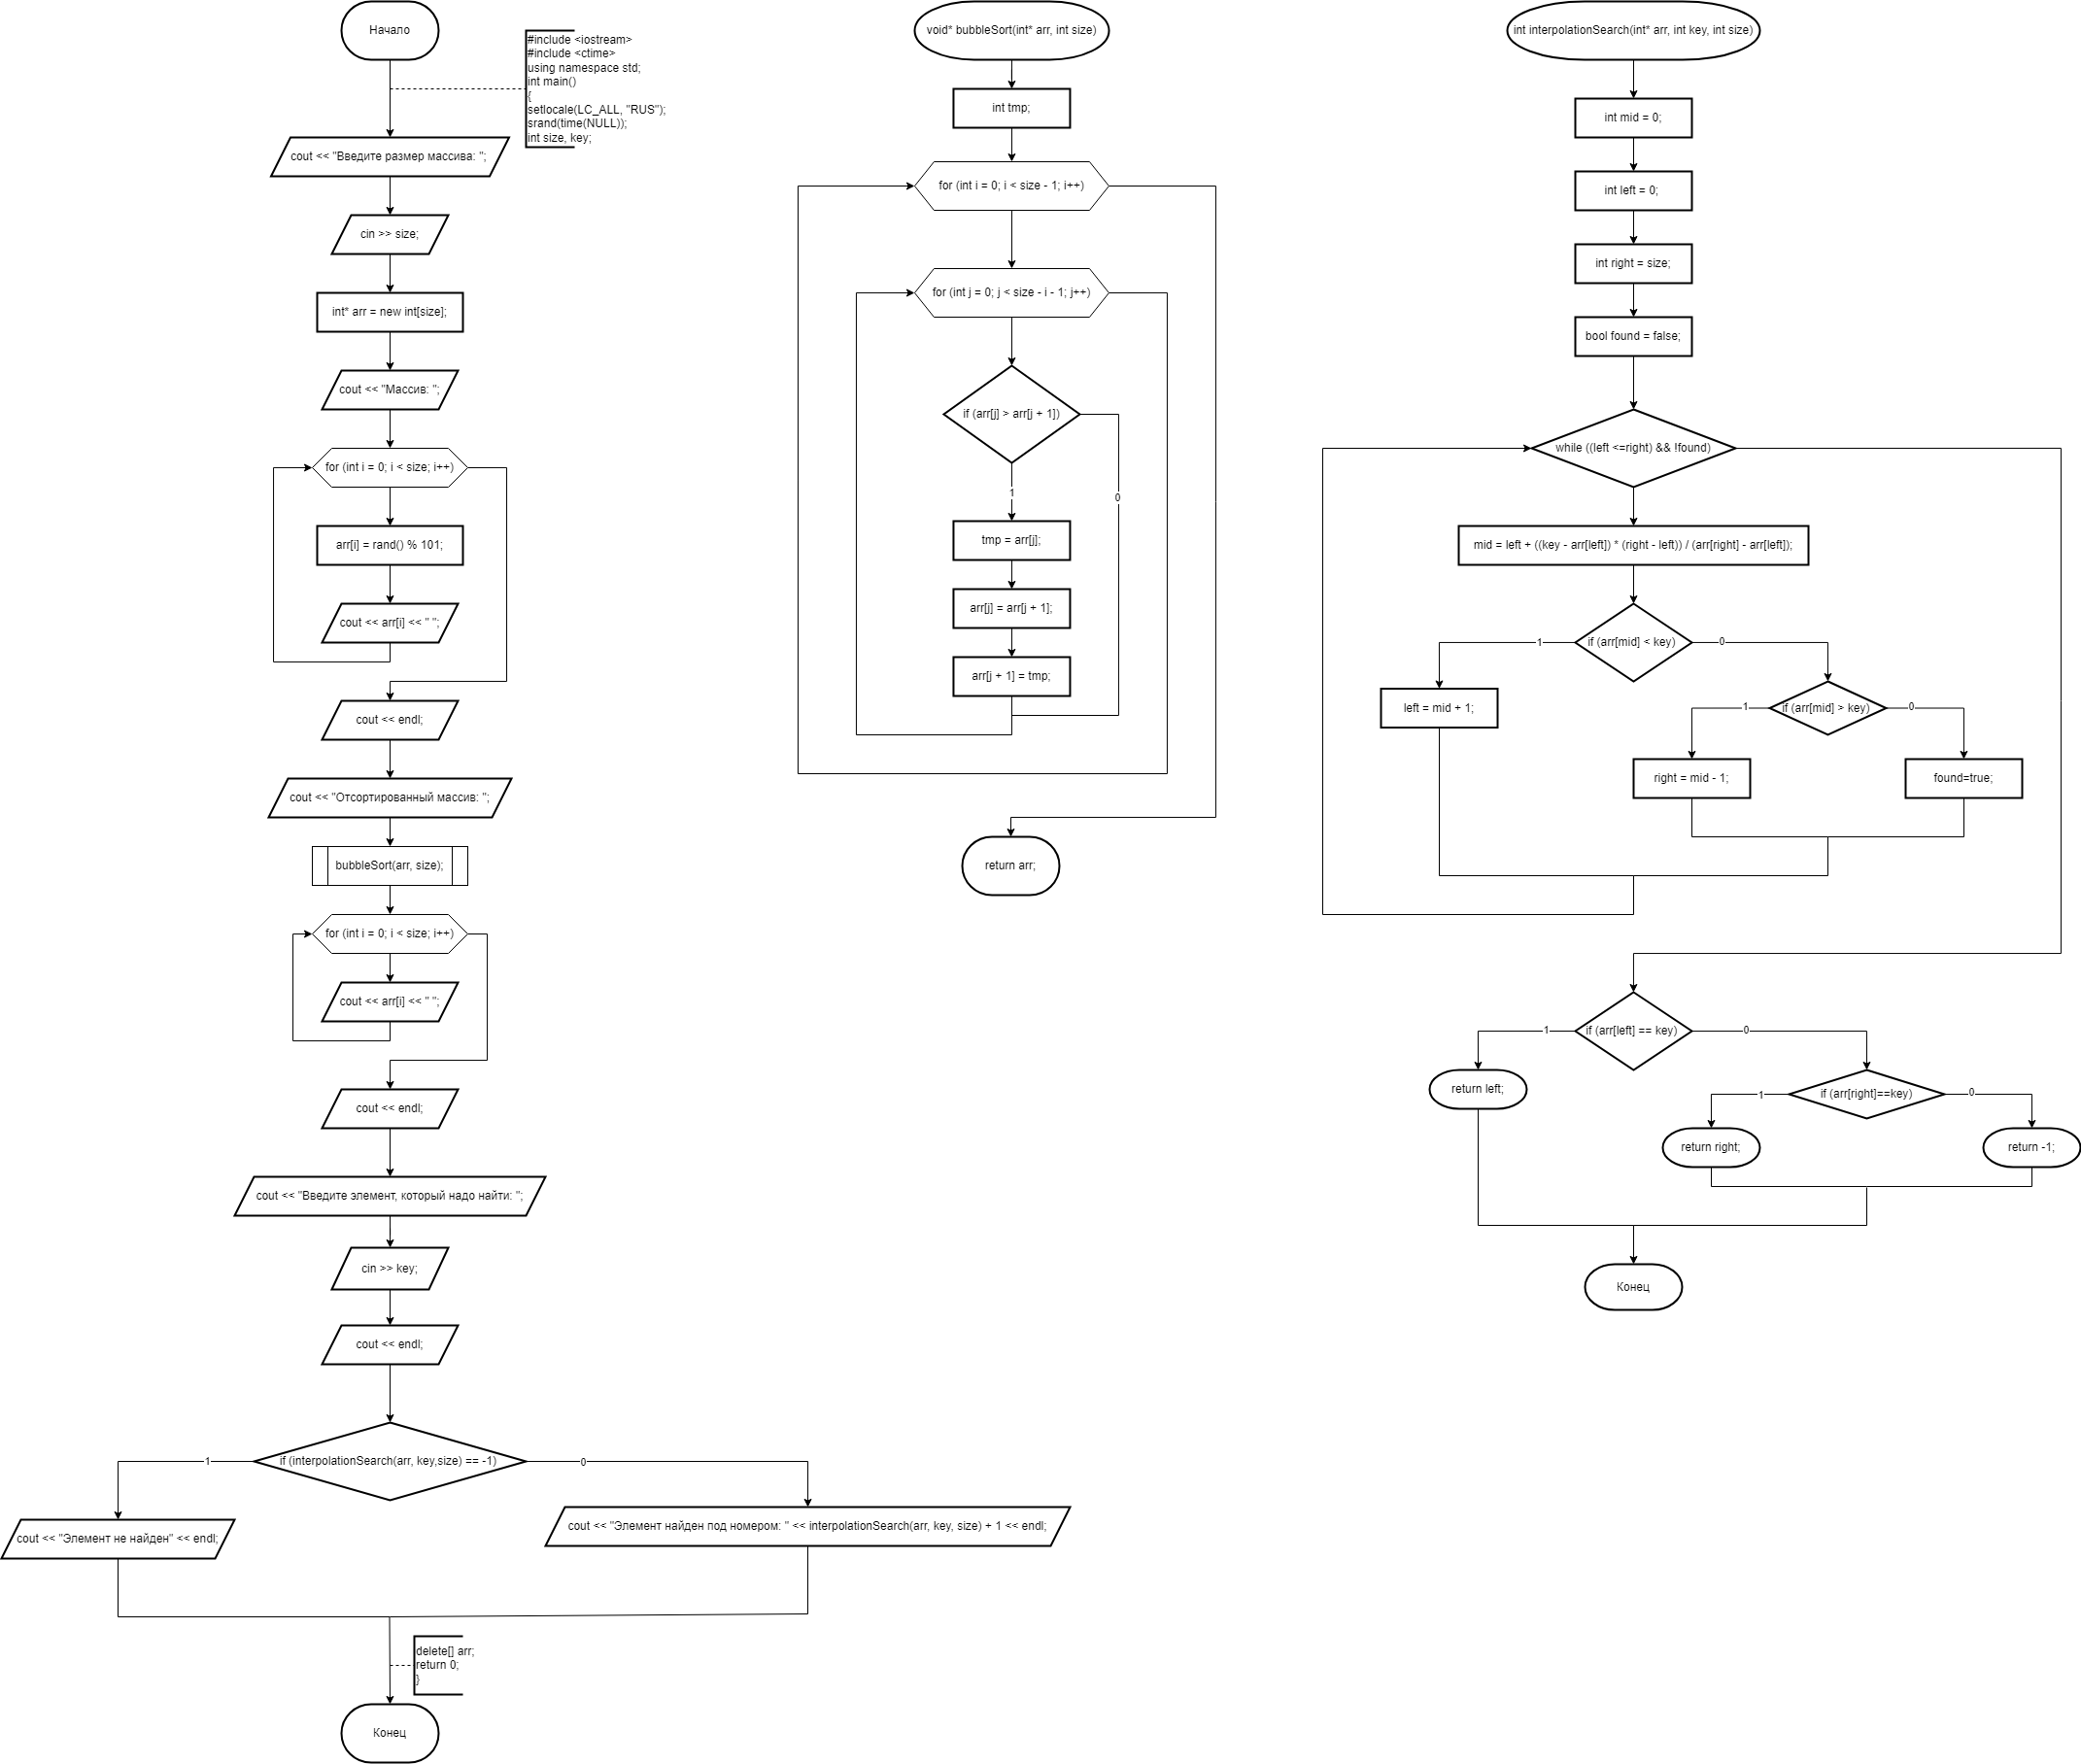 Начало
#include <iostream>
#include <ctime>
using namespace std;
int main()
{
setlocale(LC_ALL, "RUS");
srand(time(NULL));
int size, key;
cout << "Введите размер массива: ";
cin >> size;
int* arr = new int[size];
cout << "Массив: ";
for (int i = 0; i < size; i++)
arr[i] = rand() % 101;
cout << arr[i] << " ";
cout << endl;
cout << "Отсортированный массив: ";
bubbleSort(arr, size);
for (int i = 0; i < size; i++)
cout << arr[i] << " ";
cout << endl;
cout << "Введите элемент, который надо найти: ";
cin >> key;
cout << endl;
if (interpolationSearch(arr, key,size) == -1)
1
0
cout << "Элемент не найден" << endl;
cout << "Элемент найден под номером: " << interpolationSearch(arr, key, size) + 1 << endl;
delete[] arr;
return 0;
}
Конец
void* bubbleSort(int* arr, int size)
int tmp;
for (int i = 0; i < size - 1; i++)
for (int j = 0; j < size - i - 1; j++)
if (arr[j] > arr[j + 1])
1
0
tmp = arr[j];
arr[j] = arr[j + 1];
arr[j + 1] = tmp;
return arr;
int interpolationSearch(int* arr, int key, int size)
int mid = 0;
int left = 0;
int right = size;
bool found = false;
while ((left <=right) && !found)
mid = left + ((key - arr[left]) * (right - left)) / (arr[right] - arr[left]);
if (arr[mid] < key)
1
0
left = mid + 1;
if (arr[mid] > key)
1
0
right = mid - 1;
found=true;
if (arr[left] == key)
1
0
return left;
if (arr[right]==key)
1
0
return right;
return -1;
Конец